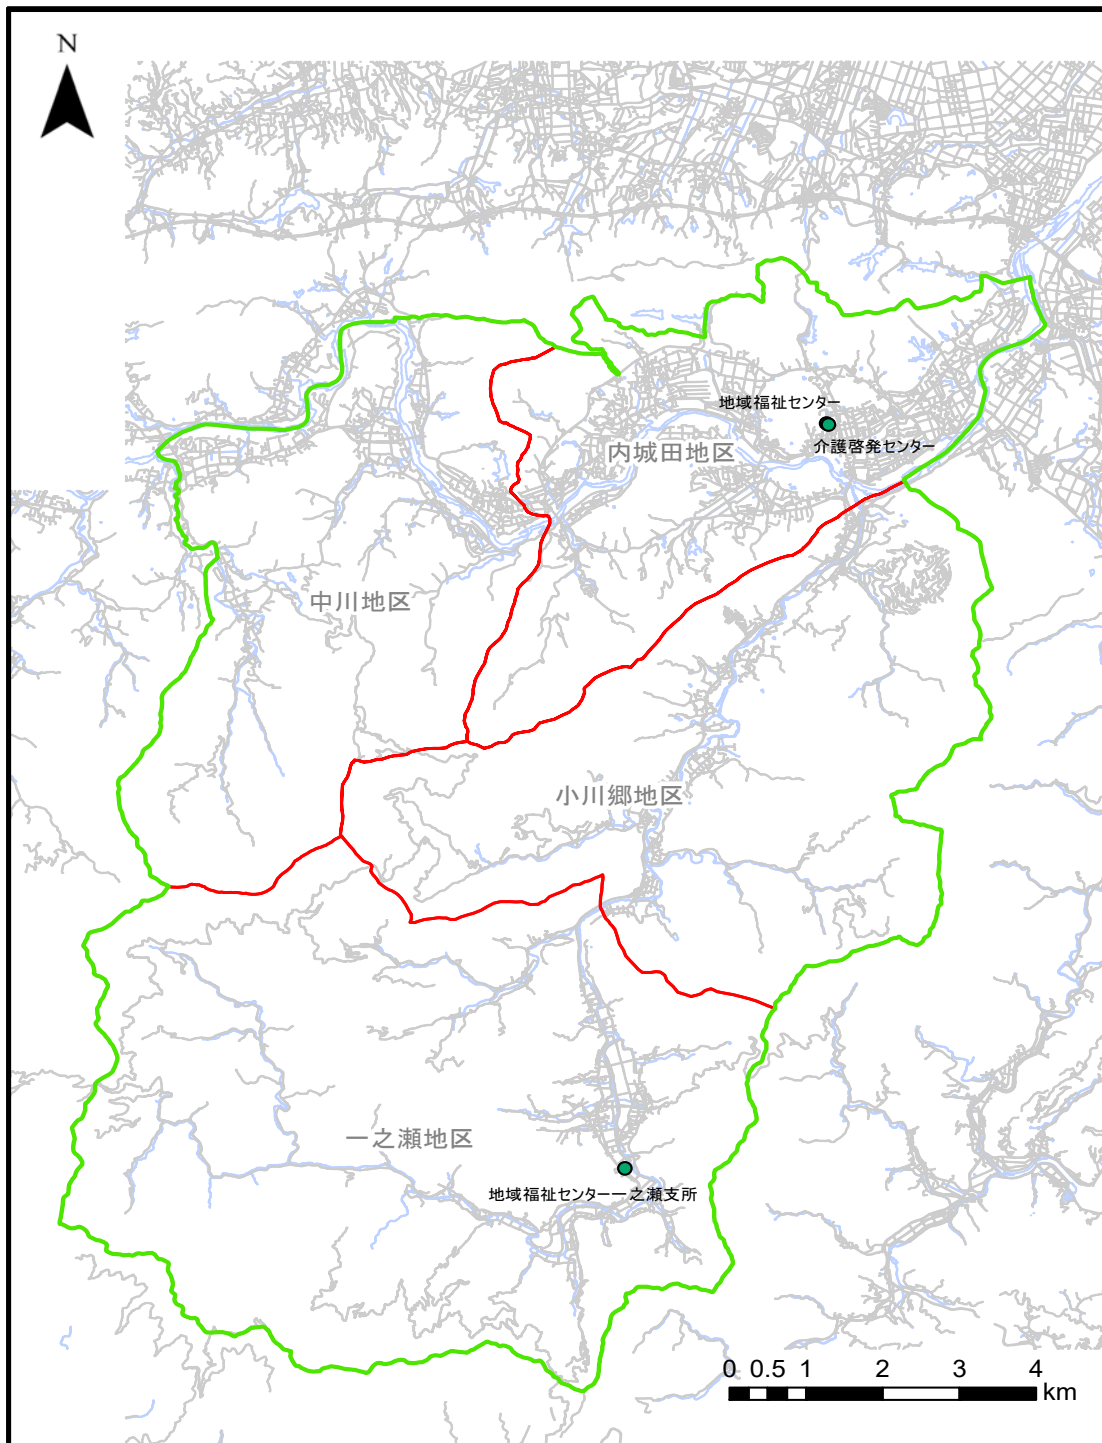 N
地域福祉センター
介護啓発センター
内城田地区
中川地区
小川郷地区
一之瀬地区
地域福祉センター一之瀬支所
0 0.5 1 2 3 4
km